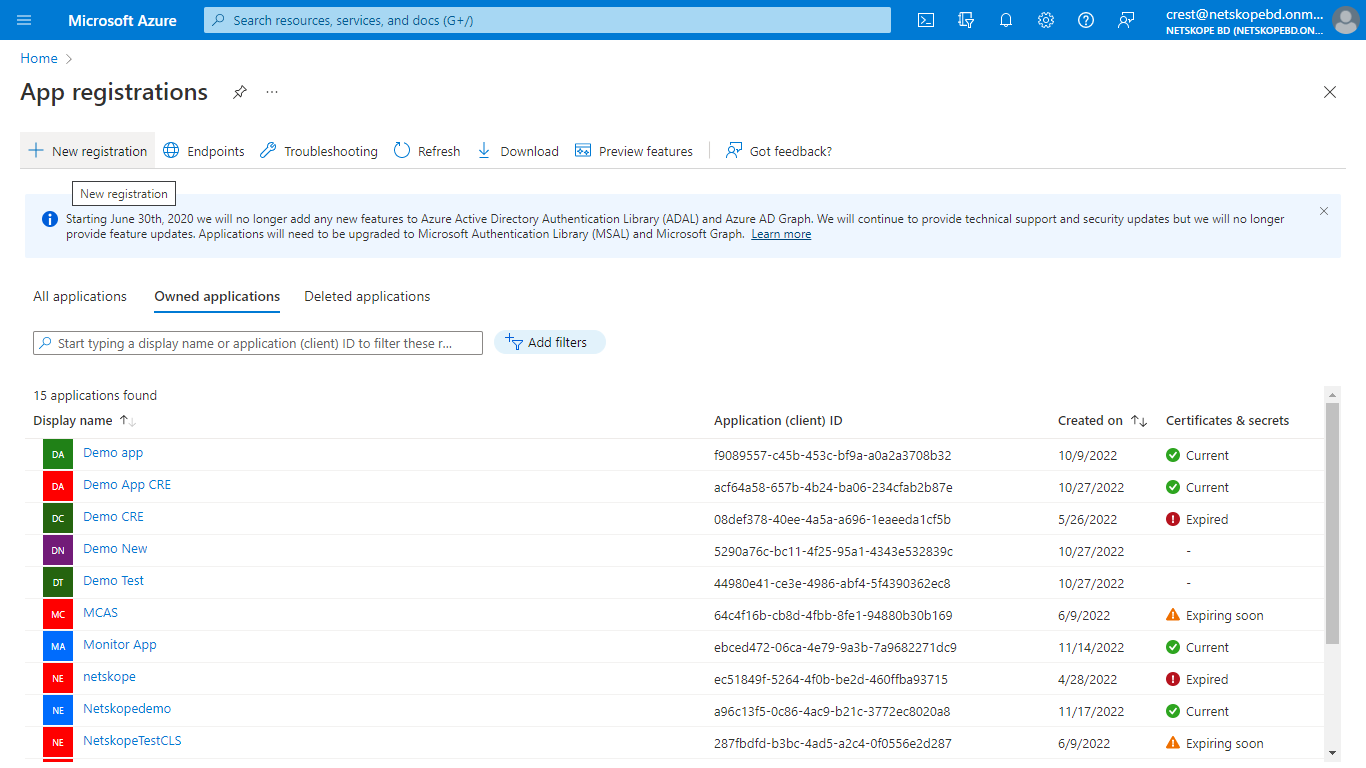 Microsoft Azure
Search resources, services, and docs (G+/)
crest@netskopebd.onm...
NETSKOPE BD (NETSKOPEBD.ON...
Home
App registrations
New registration
Endpoints
Troubleshooting
Refresh
Download
Preview features
Got feedback?
New registration
Starting June 30th, 2020 we will no longer add any new features to Azure Active Directory Authentication Library (ADAL) and Azure AD Graph. We will continue to provide technical support and security updates but we will no longer
provide feature updates. Applications will need to be upgraded to Microsoft Authentication Library (MSAL) and Microsoft Graph. Learn more
All applications
Owned applications
Deleted applications
Start typing a display name or application (client) ID to filter these r...
Add filters
15 applications found
Display name Application (client) ID Created on Certificates & secrets
DA Demo app f9089557-c45b-453c-bf9a-a0a2a3708b32 10/9/2022 Current
DA Demo App CRE acf64a58-657b-4b24-ba06-234cfab2b87e 10/27/2022 Current
DC Demo CRE 08def378-40ee-4a5a-a696-1eaeeda1cf5b 5/26/2022 Expired
DN Demo New 5290a76c-bc11-4f25-95a1-4343e532839c 10/27/2022 -
DT Demo Test 44980e41-ce3e-4986-abf4-5f4390362ec8 10/27/2022 -
MC MCAS 64c4f16b-cb8d-4fbb-8fe1-94880b30b169 6/9/2022 Expiring soon
MA Monitor App ebced472-06ca-4e79-9a3b-7a9682271dc9 11/14/2022 Current
NE netskope ec51849f-5264-4f0b-be2d-460ffba93715 4/28/2022 Expired
NE Netskopedemo a96c13f5-0c86-4ac9-b21c-3772ec8020a8 11/17/2022 Current
NE NetskopeTestCLS 287fbdfd-b3bc-4ad5-a2c4-0f0556e2d287 6/9/2022 Expiring soon